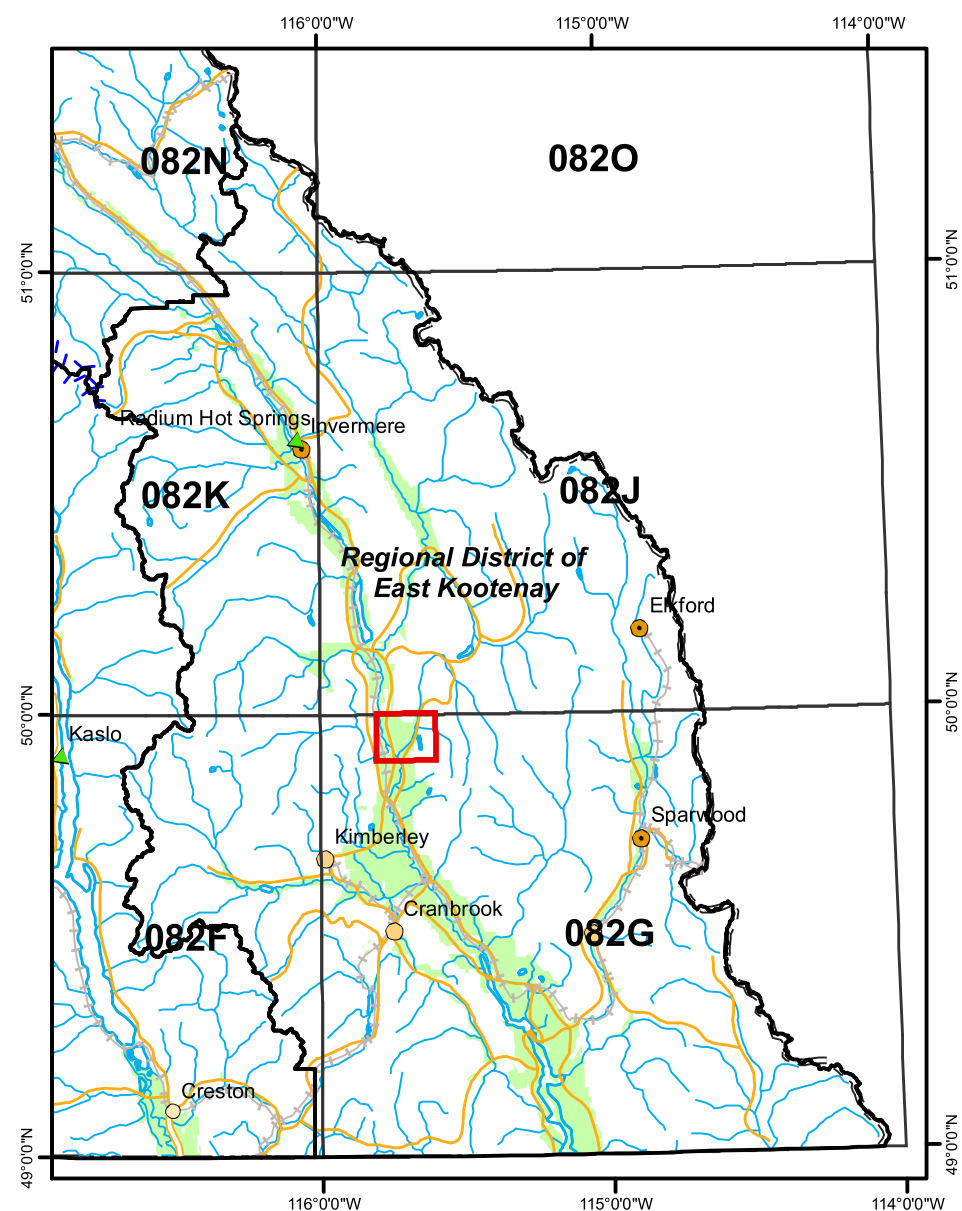 116°0'0"W
115°0'0"W
114°0'0"W
082N
082O
51°0'0"N
51°0'0"N
Radium Hot Springs
Invermere
082K
082J
Regional District of
East Kootenay
Elkford
50°0'0"N
50°0'0"N
Kaslo
Sparwood
Kimberley
Cranbrook
082F
082G
Creston
49°0'0"N
49°0'0"N
116°0'0"W
115°0'0"W
114°0'0"W